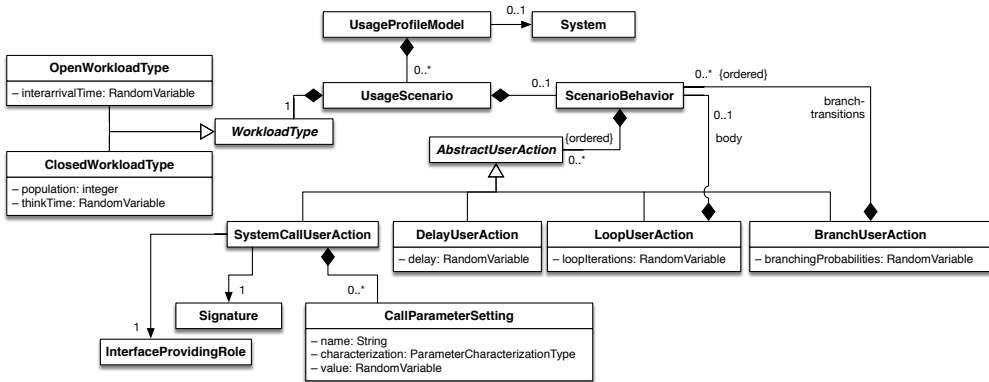 UsageProfileModel
0..1
System
0..*
OpenWorkloadType
– interarrivalTime: RandomVariable
UsageScenario
1
0..1
ScenarioBehavior
0..* {ordered}
branch-
transitions
WorkloadType
0..1
body
{ordered}
0..*
AbstractUserAction
ClosedWorkloadType
– population: integer
– thinkTime: RandomVariable
SystemCallUserAction
DelayUserAction
– delay: RandomVariable
LoopUserAction
– loopIterations: RandomVariable
BranchUserAction
– branchingProbabilities: RandomVariable
1
0..*
Signature
1
InterfaceProvidingRole
CallParameterSetting
– name: String
– characterization: ParameterCharacterizationType
– value: RandomVariable